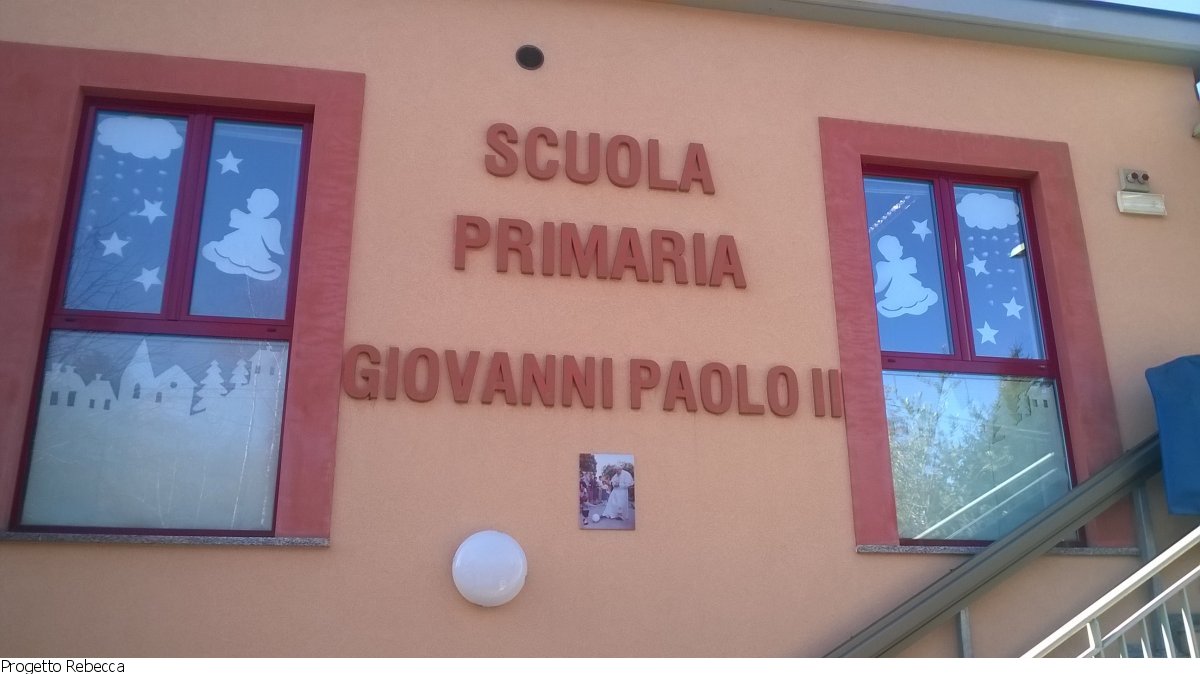 SCUOLA
PRIMARIA
GIOVANNI PAOLO II
Progetto Rebecca